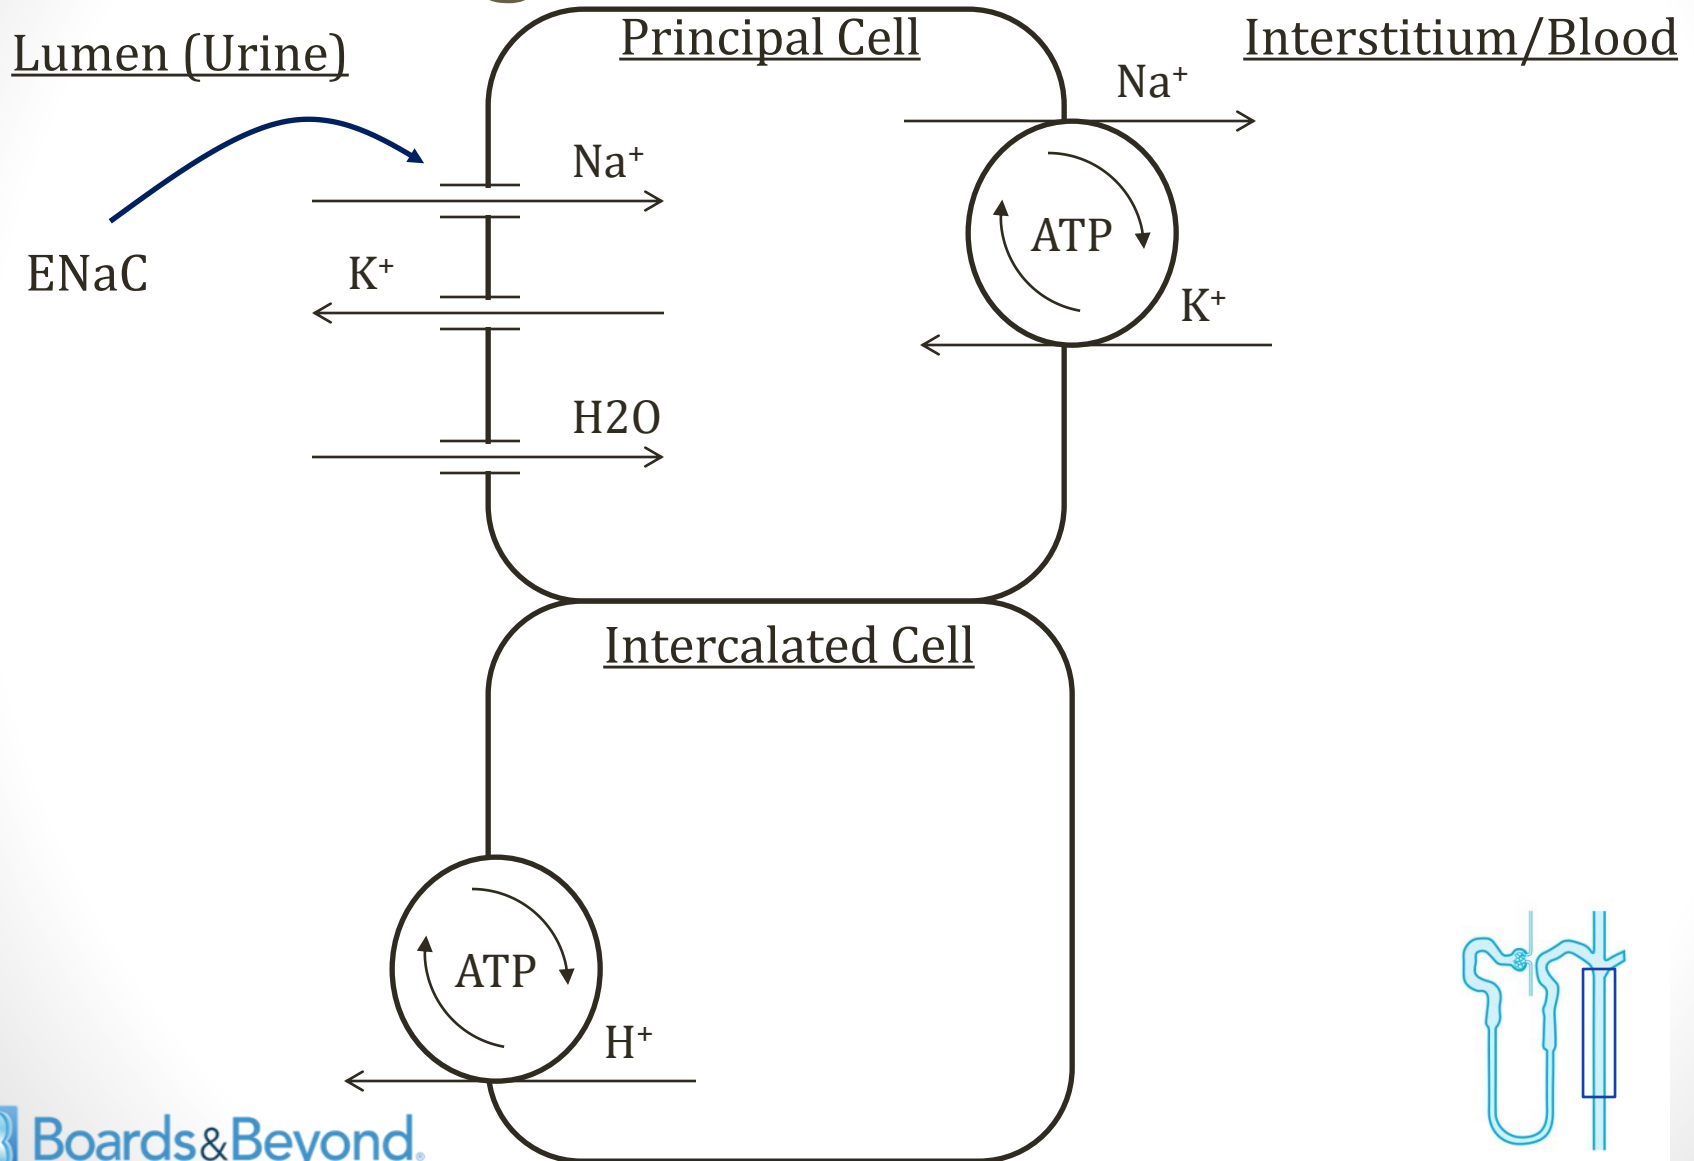 Lumen (Urine)
Principal Cell
Interstitium/Blood
Na⁺
Na⁺
ATP
ENaC
K⁺
K⁺
H2O
Intercalated Cell
ATP
H⁺
Boards&Beyond®